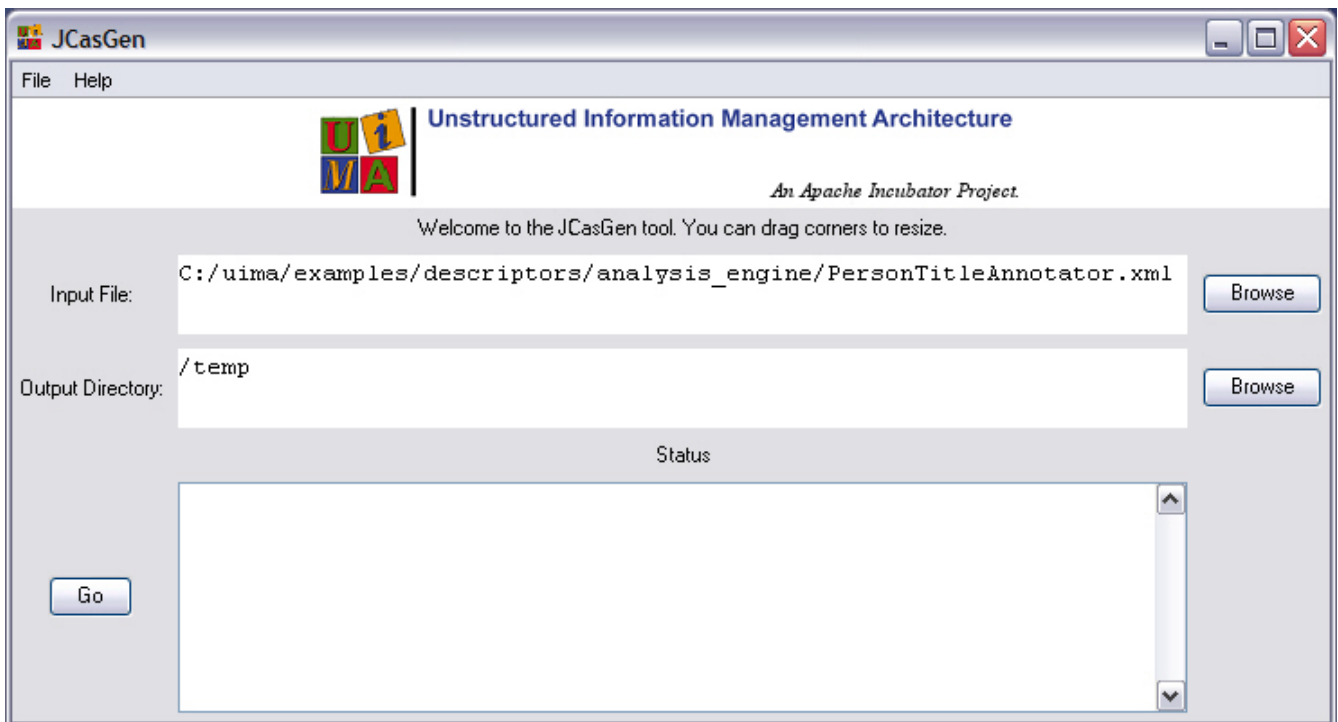 JCasGen
File Help
UiMA
Unstructured Information Management Architecture
An Apache Incubator Project.
Welcome to the JCasGen tool. You can drag corners to resize.
Input File:
C:/uima/examples/descriptors/analysis_engine/PersonTitleAnnotator.xml
Browse
Output Directory:
/temp
Browse
Status
Go